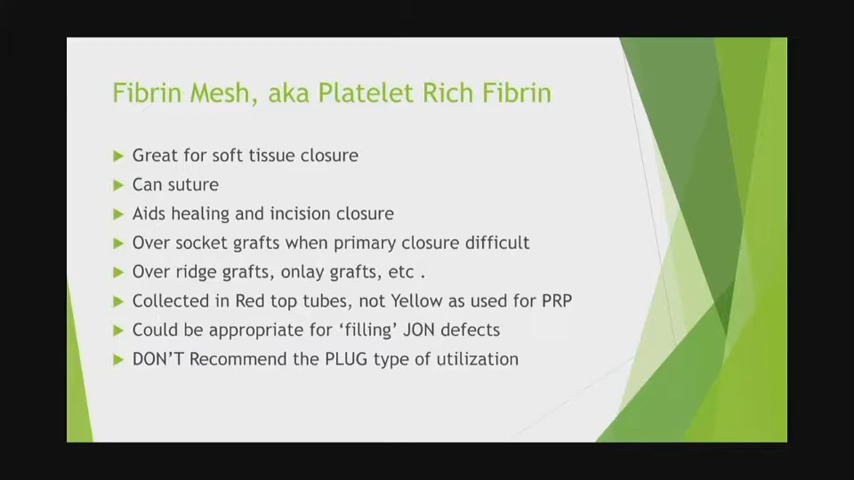 Fibrin Mesh, aka Platelet Rich Fibrin
Great for soft tissue closure
Can suture
Aids healing and incision closure
Over socket grafts when primary closure difficult
Over ridge grafts, onlay grafts, etc .
Collected in Red top tubes, not Yellow as used for PRP
Could be appropriate for ‘filling’ JON defects
DON’T Recommend the PLUG type of utilization